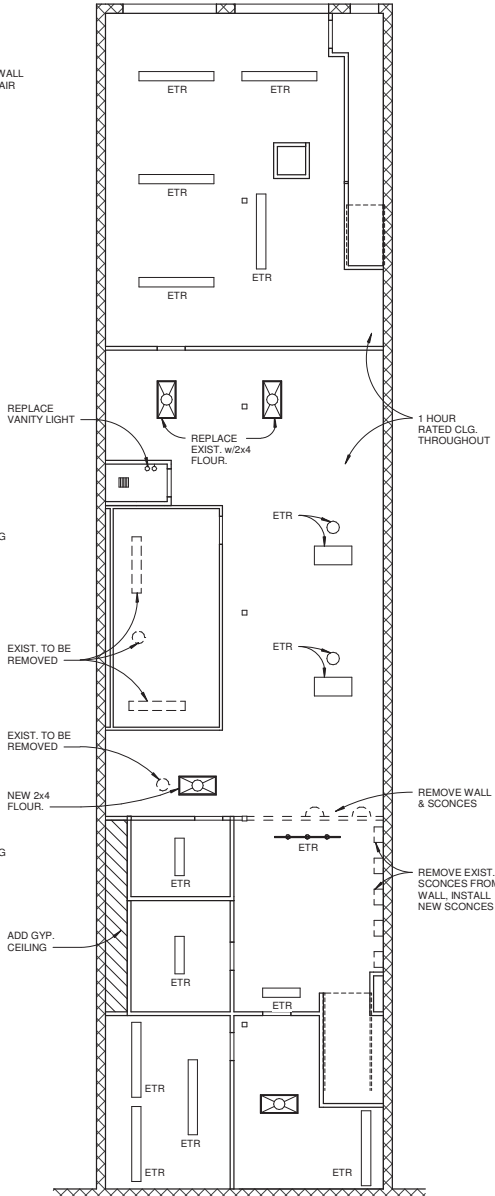 WALL
AIR
ETR
ETR
ETR
ETR
ETR
REPLACE
VANITY LIGHT
REPLACE
EXIST. w/2x4
FLOUR.
1 HOUR
RATED CLG.
THROUGHOUT
ETR
G
ETR
EXIST. TO BE
REMOVED
EXIST. TO BE
REMOVED
NEW 2x4
FLOUR.
REMOVE WALL
& SCONCES
ETR
G
ETR
REMOVE EXIST.
SCONCES FROM
WALL, INSTALL
NEW SCONCES
ADD GYP.
CEILING
ETR
ETR
ETR
ETR
ETR
ETR